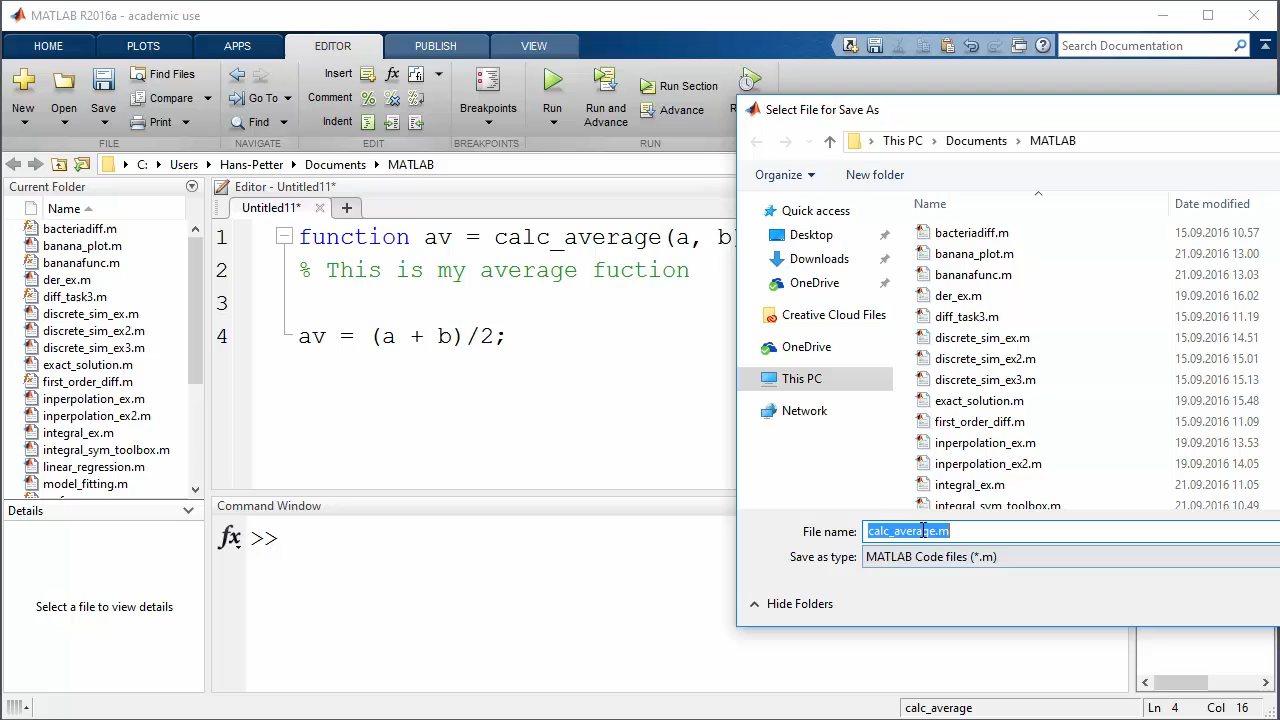 MATLAB R2016a - academic use
HOME PLOTS APPS EDITOR PUBLISH VIEW Search Documentation
New Open Save Find Files Compare Print
Go To Find
Insert fx Comment Indent
Breakpoints
Run Run and Advance Run Section Advance
FILE NAVIGATE EDIT BREAKPOINTS RUN
C: Users Hans-Petter Documents MATLAB
Current Folder
Name
bacteriadiff.m
banana_plot.m
bananafunc.m
der_ex.m
diff_task3.m
discrete_sim_ex.m
discrete_sim_ex2.m
discrete_sim_ex3.m
exact_solution.m
first_order_diff.m
inperpolation_ex.m
inperpolation_ex2.m
integral_ex.m
integral_sym_toolbox.m
linear_regression.m
model_fitting.m
Details
Select a file to view details
Editor - Untitled11*
Untitled11*
1 function av = calc_average(a, b
2 % This is my average fuction
3
4 av = (a + b)/2;
Command Window
fx >>
Select File for Save As
This PC Documents MATLAB
Organize New folder
Quick access
Desktop
Downloads
OneDrive
Creative Cloud Files
OneDrive
This PC
Network
Name Date modified
bacteriadiff.m 15.09.2016 10.57
banana_plot.m 21.09.2016 13.00
bananafunc.m 21.09.2016 13.03
der_ex.m 19.09.2016 16.02
diff_task3.m 15.09.2016 11.19
discrete_sim_ex.m 15.09.2016 14.51
discrete_sim_ex2.m 15.09.2016 15.01
discrete_sim_ex3.m 15.09.2016 15.13
exact_solution.m 19.09.2016 15.48
first_order_diff.m 15.09.2016 11.09
inperpolation_ex.m 19.09.2016 13.53
inperpolation_ex2.m 19.09.2016 14.05
integral_ex.m 21.09.2016 11.05
integral_sym_toolbox.m 21.09.2016 10.49
File name: calc_average.m
Save as type: MATLAB Code files (*.m)
Hide Folders
calc_average Ln 4 Col 16